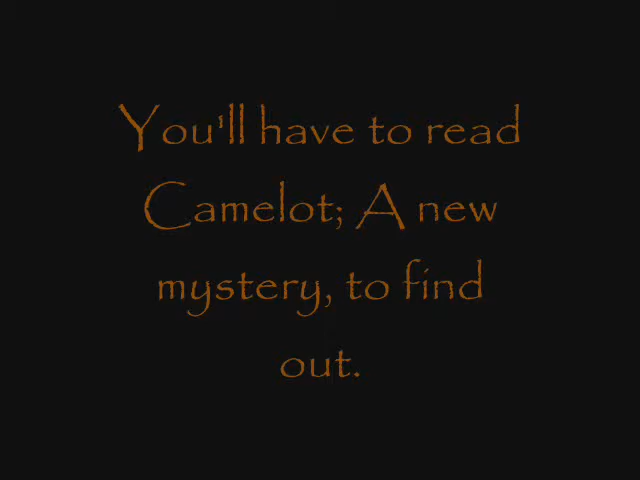 You'll have to read
Camelot; A new
mystery, to find
out.